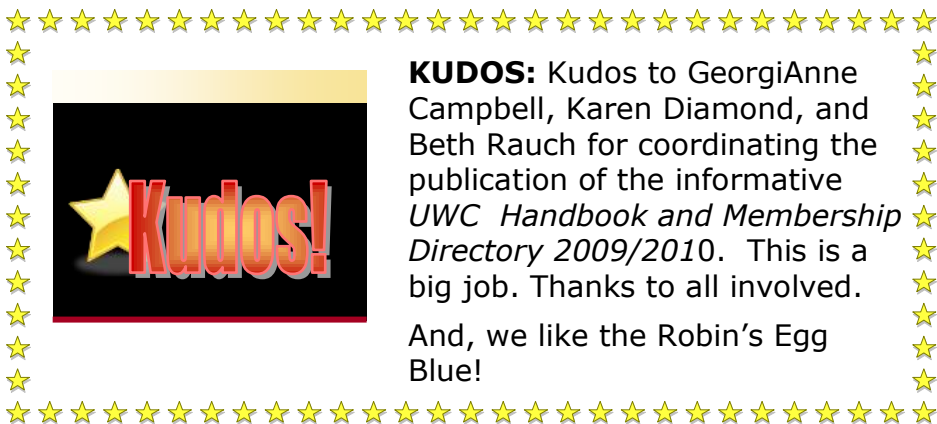 Kudos!
KUDOS: Kudos to GeorgiAnne
Campbell, Karen Diamond, and
Beth Rauch for coordinating the
publication of the informative
UWC  Handbook and Membership
Directory 2009/2010.  This is a
big job. Thanks to all involved.
And, we like the Robin’s Egg
Blue!